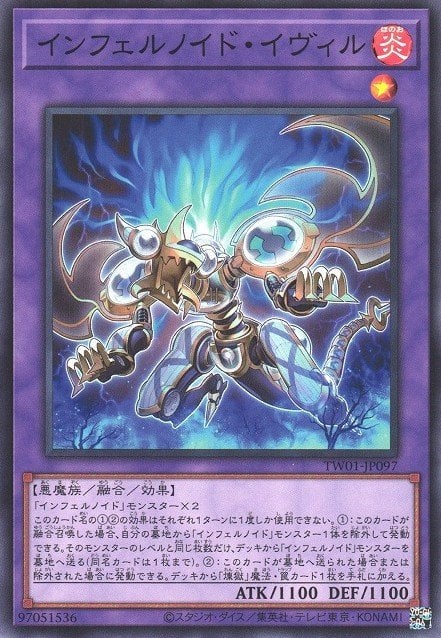 インフェルノイド・イヴィル
炎
ほのお
TW01-JP097
【悪魔族/融合/効果】
「インフェルノイド」モンスター×2
このカード名の①②の効果はそれぞれ1ターンに1度しか使用できない。①:このカードが
融合召喚した場合、自分の墓地から「インフェルノイド」モンスター1体を除外して発動
できる。そのモンスターのレベルと同じ枚数だけ、デッキから「インフェルノイド」モンスターを
墓地へ送る(同名カードは1枚まで)。②:このカードが墓地へ送られた場合または
除外された場合に発動できる。デッキから「煉獄」魔法・罠カード1枚を手札に加える。
ATK/1100 DEF/1100
97051536
©スタジオ・ダイス/集英社・テレビ東京・KONAMI